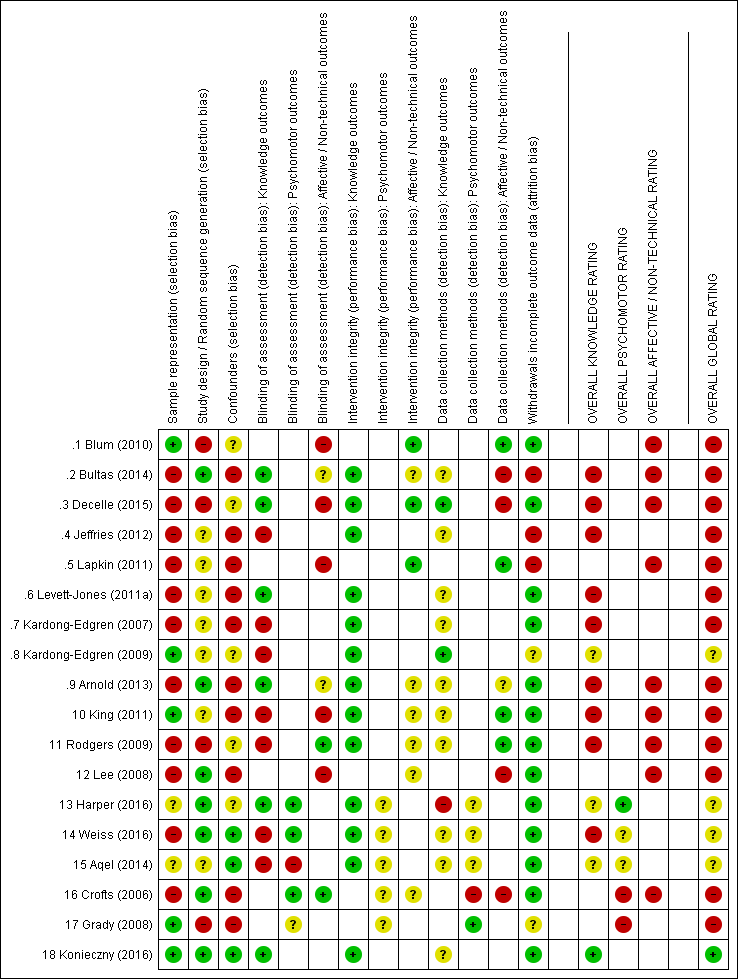 Sample representation (selection bias)
Study design / Random sequence generation (selection bias)
Confounders (selection bias)
Blinding of assessment (detection bias): Knowledge outcomes
Blinding of assessment (detection bias): Psychomotor outcomes
Blinding of assessment (detection bias): Affective / Non-technical outcomes
Intervention integrity (performance bias): Knowledge outcomes
Intervention integrity (performance bias): Psychomotor outcomes
Intervention integrity (performance bias): Affective / Non-technical outcomes
Data collection methods (detection bias): Knowledge outcomes
Data collection methods (detection bias): Psychomotor outcomes
Data collection methods (detection bias): Affective / Non-technical outcomes
Withdrawals incomplete outcome data (attrition bias)
OVERALL KNOWLEDGE RATING
OVERALL PSYCHOMOTOR RATING
OVERALL AFFECTIVE / NON-TECHNICAL RATING
OVERALL GLOBAL RATING
.1 Blum (2010) + - ? - + + + - -
.2 Bultas (2014) - + - + ? + ? ? - - - - -
.3 Decelle (2015) - - ? + - + + + - + - - -
.4 Jeffries (2012) - ? - - + ? - - -
.5 Lapkin (2011) - ? - - + + - - -
.6 Levett-Jones (2011a) - ? - + + ? + - -
.7 Kardong-Edgren (2007) - ? - - + ? + - -
.8 Kardong-Edgren (2009) + ? ? - + + ? ? ?
.9 Arnold (2013) - + - + ? + ? ? ? + - - -
10 King (2011) + ? - - - + ? ? + + - - -
11 Rodgers (2009) - - ? - + + ? ? + + - - -
12 Lee (2008) - + - - ? - + - -
13 Harper (2016) ? + ? + + + ? - ? + ? + ?
14 Weiss (2016) - + + - + + ? ? ? + - ? ?
15 Aqel (2014) ? ? + - - + ? ? ? + ? ? ?
16 Crofts (2006) - + - + + ? ? - - + - - -
17 Grady (2008) + - - ? ? + ? - -
18 Konieczny (2016) + + + + + ? + + +